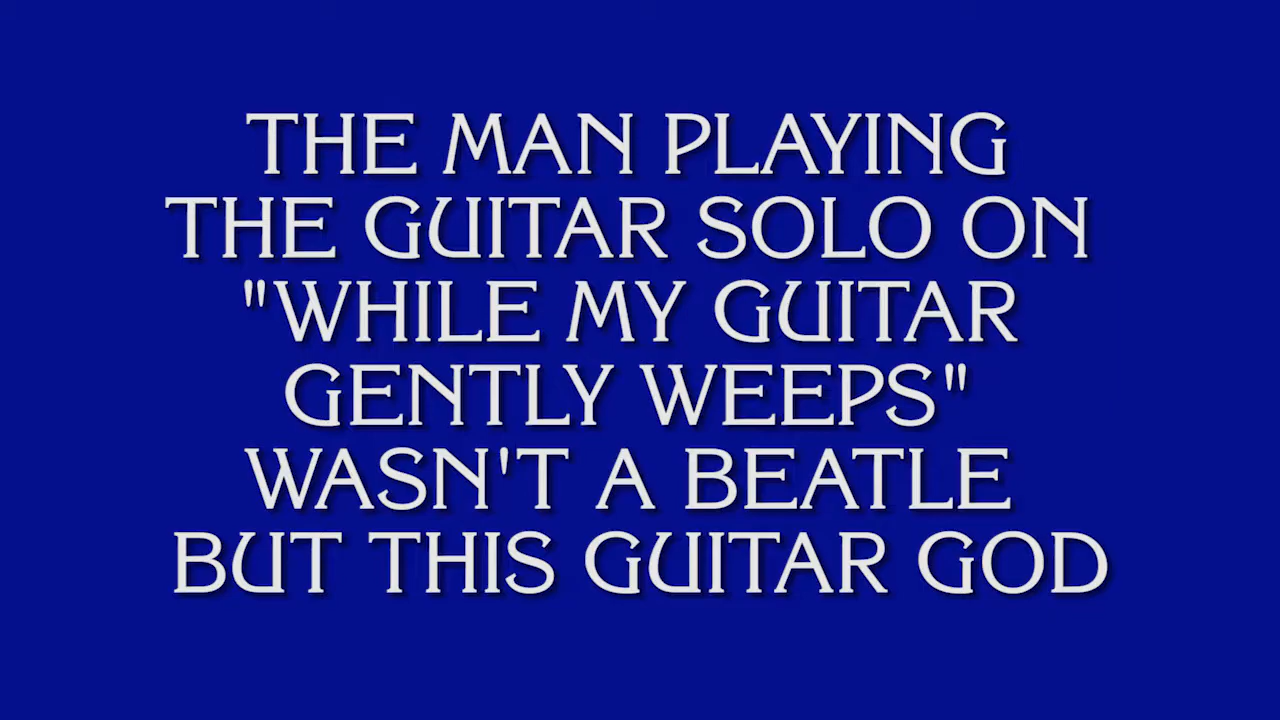 THE MAN PLAYING
THE GUITAR SOLO ON
"WHILE MY GUITAR
GENTLY WEEPS"
WASN'T A BEATLE
BUT THIS GUITAR GOD